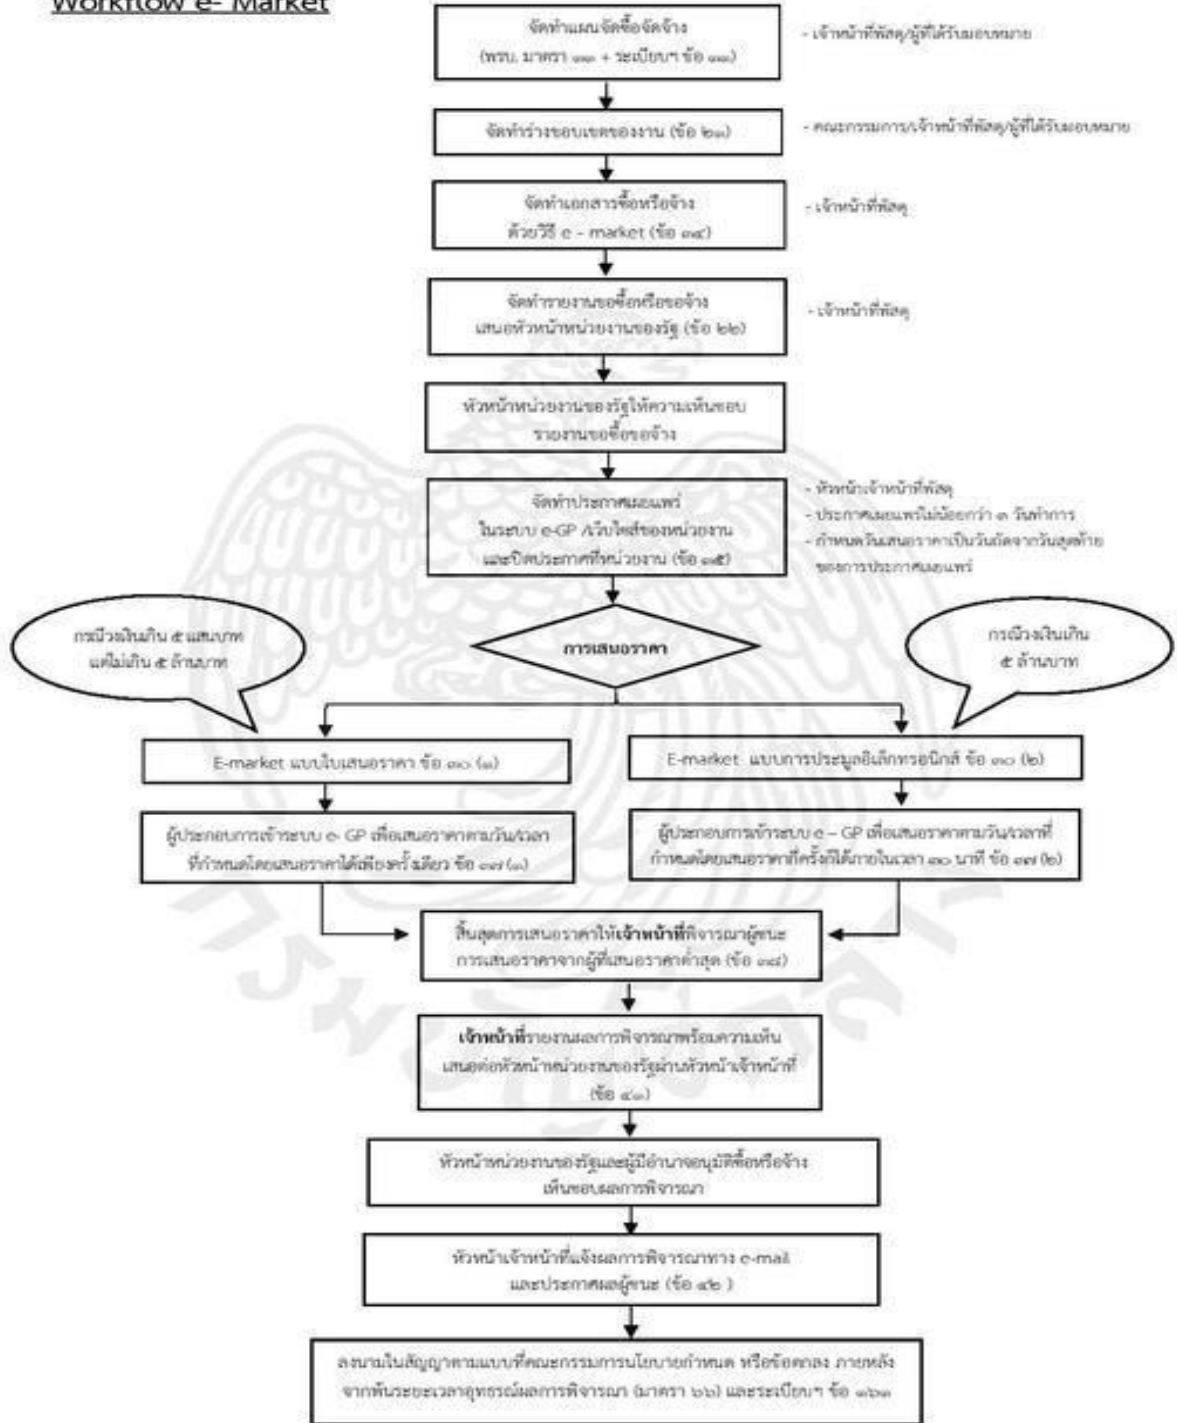 Workflow e- Market
จัดทำแผนจัดซื้อจัดจ้าง
(พรบ. มาตรา ๑๑ + ระเบียบฯ ข้อ ๑๑)
- เจ้าหน้าที่พัสดุ/ผู้ที่ได้รับมอบหมาย
จัดทำร่างขอบเขตของงาน (ข้อ ๒๑)
- คณะกรรมการ/เจ้าหน้าที่พัสดุ/ผู้ที่ได้รับมอบหมาย
จัดทำเอกสารซื้อหรือจ้าง
ด้วยวิธี e - market (ข้อ ๓๔)
- เจ้าหน้าที่พัสดุ
จัดทำรายงานขอซื้อหรือขอจ้าง
เสนอหัวหน้าหน่วยงานของรัฐ (ข้อ ๒๒)
- เจ้าหน้าที่พัสดุ
หัวหน้าหน่วยงานของรัฐให้ความเห็นชอบ
รายงานขอซื้อขอจ้าง
จัดทำประกาศเผยแพร่
ในระบบ e-GP /เว็บไซส์ของหน่วยงาน
และปิดประกาศที่หน่วยงาน (ข้อ ๓๕)
- หัวหน้าเจ้าหน้าที่พัสดุ
- ประกาศเผยแพร่ไม่น้อยกว่า ๓ วันทำการ
- กำหนดวันเสนอราคาเป็นวันถัดจากวันสุดท้าย
ของการประกาศเผยแพร่
กรณีวงเงินเกิน ๕ แสนบาท
แต่ไม่เกิน ๕ ล้านบาท
การเสนอราคา
กรณีวงเงินเกิน
๕ ล้านบาท
E-market แบบใบเสนอราคา ข้อ ๓๐ (๑)
E-market แบบการประมูลอิเล็กทรอนิกส์ ข้อ ๓๐ (๒)
ผู้ประกอบการเข้าระบบ e- GP เพื่อเสนอราคาตามวัน/เวลา
ที่กำหนดโดยเสนอราคาได้เพียงครั้งเดียว ข้อ ๓๗ (๑)
ผู้ประกอบการเข้าระบบ e – GP เพื่อเสนอราคาตามวัน/เวลาที่
กำหนดโดยเสนอราคากี่ครั้งก็ได้ภายในเวลา ๓๐ นาที ข้อ ๓๗ (๒)
สิ้นสุดการเสนอราคาให้เจ้าหน้าที่พิจารณาผู้ชนะ
การเสนอราคาจากผู้ที่เสนอราคาต่ำสุด (ข้อ ๓๘)
เจ้าหน้าที่รายงานผลการพิจารณาพร้อมความเห็น
เสนอต่อหัวหน้าหน่วยงานของรัฐผ่านหัวหน้าเจ้าหน้าที่
(ข้อ ๔๑)
หัวหน้าหน่วยงานของรัฐและผู้มีอำนาจอนุมัติซื้อหรือจ้าง
เห็นชอบผลการพิจารณา
หัวหน้าเจ้าหน้าที่แจ้งผลการพิจารณาทาง e-mail
และประกาศผลผู้ชนะ (ข้อ ๔๒ )
ลงนามในสัญญาตามแบบที่คณะกรรมการนโยบายกำหนด หรือข้อตกลง ภายหลัง
จากพ้นระยะเวลาอุทธรณ์ผลการพิจารณา (มาตรา ๖๖) และระเบียบฯ ข้อ ๑๖๑
กรมบัญชีกลาง